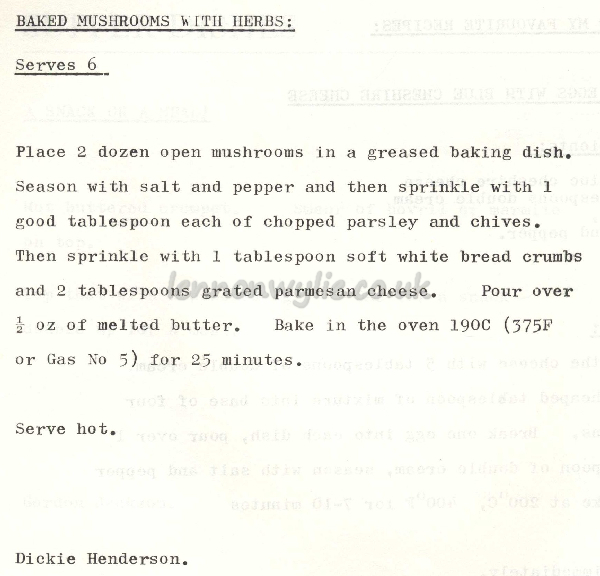 BAKED MUSHROOMS WITH HERBS:
Serves 6
Place 2 dozen open mushrooms in a greased baking dish.
Season with salt and pepper and then sprinkle with 1
good tablespoon each of chopped parsley and chives.
Then sprinkle with 1 tablespoon soft white bread crumbs
and 2 tablespoons grated parmesan cheese. Pour over
½ oz of melted butter. Bake in the oven 190C (375F
or Gas No 5) for 25 minutes.
lennonwylie.co.uk
Serve hot.
Dickie Henderson.